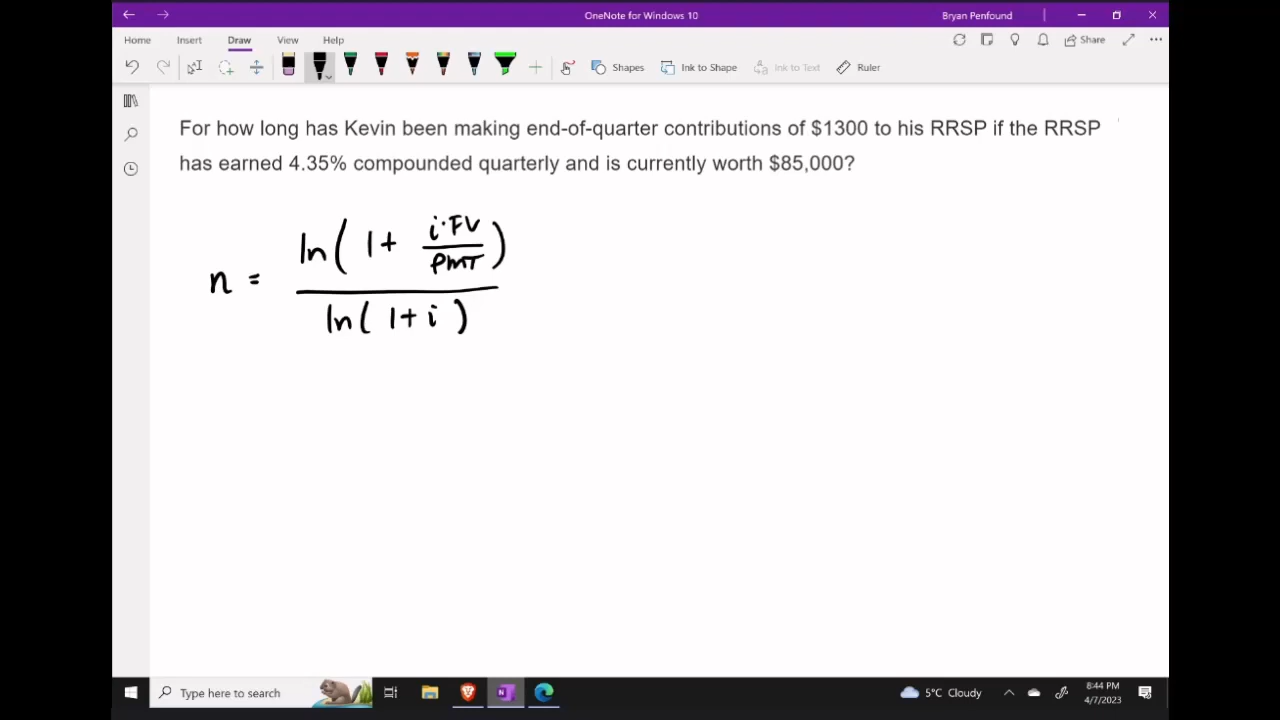 OneNote for Windows 10
Bryan Penfound
Home Insert Draw View Help
Share
Shapes Ink to Shape Ink to Text Ruler
For how long has Kevin been making end-of-quarter contributions of $1300 to his RRSP if the RRSP
has earned 4.35% compounded quarterly and is currently worth $85,000?
n = ln( 1 + i·FV / PMT ) / ln( 1 + i )
Type here to search
5°C Cloudy
8:44 PM
4/7/2023